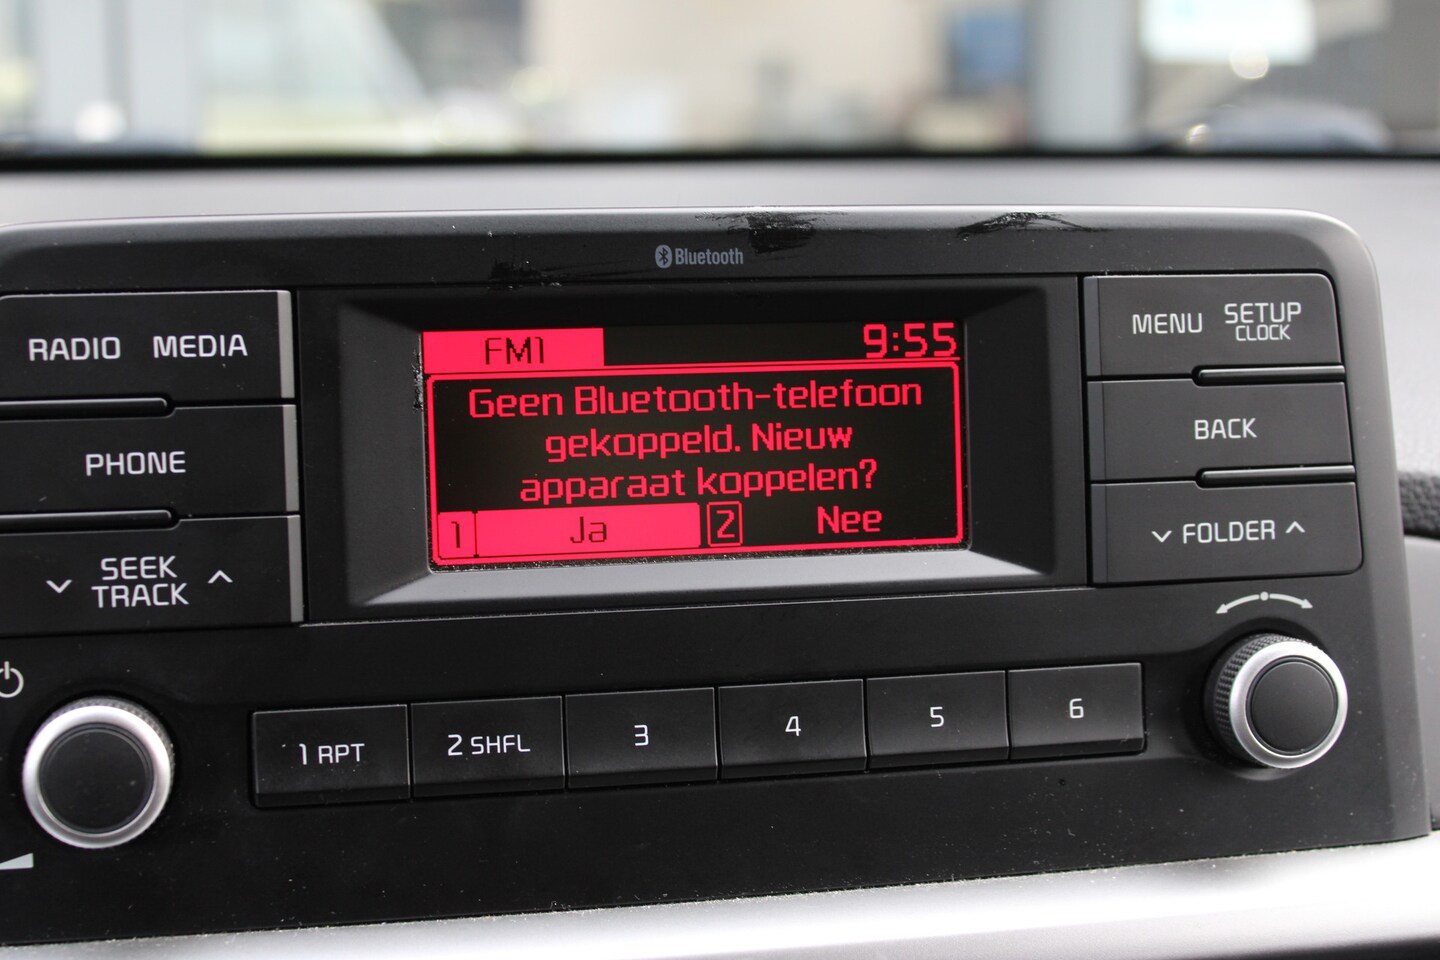 Bluetooth
RADIO MEDIA
PHONE
SEEK
TRACK
FM1 9:55
Geen Bluetooth-telefoon
gekoppeld. Nieuw
apparaat koppelen?
1 Ja 2 Nee
MENU SETUP
CLOCK
BACK
FOLDER
1 RPT 2 SHFL 3 4 5 6